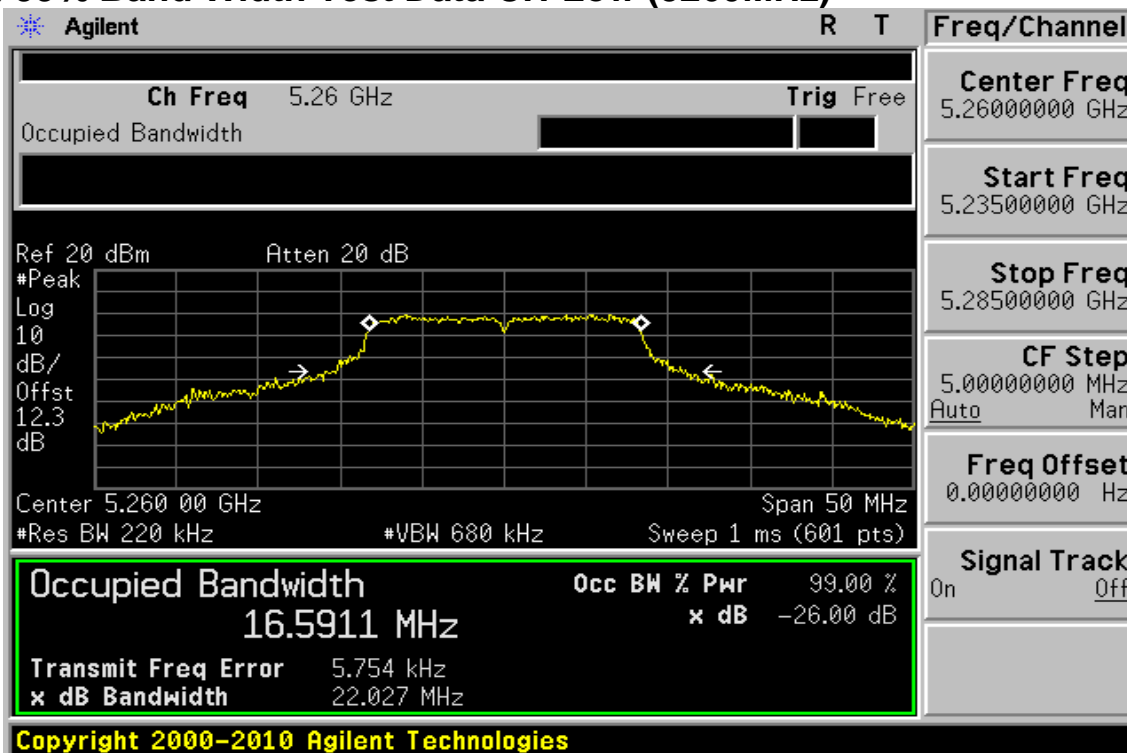 Agilent R T Freq/Channel
Ch Freq 5.26 GHz Trig Free
Occupied Bandwidth
Center Freq
5.26000000 GHz
Start Freq
5.23500000 GHz
Stop Freq
5.28500000 GHz
CF Step
5.00000000 MHz
Auto Man
Freq Offset
0.00000000 Hz
Signal Track
On Off
Ref 20 dBm Atten 20 dB
#Peak
Log
10
dB/
Offst
12.3
dB
Center 5.260 00 GHz Span 50 MHz
#Res BW 220 kHz #VBW 680 kHz Sweep 1 ms (601 pts)
Occupied Bandwidth
16.5911 MHz
Occ BW % Pwr 99.00 %
x dB -26.00 dB
Transmit Freq Error 5.754 kHz
x dB Bandwidth 22.027 MHz
Copyright 2000-2010 Agilent Technologies